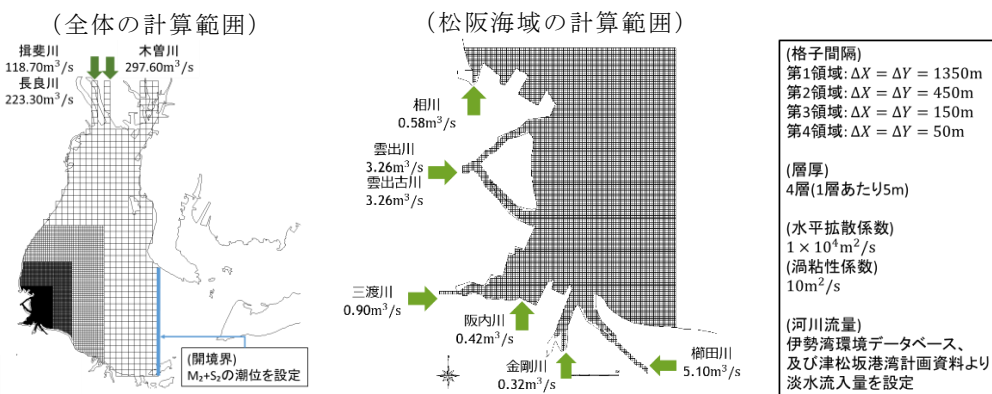 (全体の計算範囲)
揖斐川
118.70m³/s
長良川
223.30m³/s
木曽川
297.60m³/s
(開境界)
M₂+S₂の潮位を設定
(松阪海域の計算範囲)
相川
0.58m³/s
雲出川
3.26m³/s
雲出古川
3.26m³/s
三渡川
0.90m³/s
阪内川
0.42m³/s
金剛川
0.32m³/s
櫛田川
5.10m³/s
(格子間隔)
第1領域: ΔX = ΔY = 1350m
第2領域: ΔX = ΔY = 450m
第3領域: ΔX = ΔY = 150m
第4領域: ΔX = ΔY = 50m
(層厚)
4層(1層あたり5m)
(水平拡散係数)
1 × 10⁴m²/s
(渦粘性係数)
10m²/s
(河川流量)
伊勢湾環境データベース、
及び津松坂港湾計画資料より
淡水流入量を設定